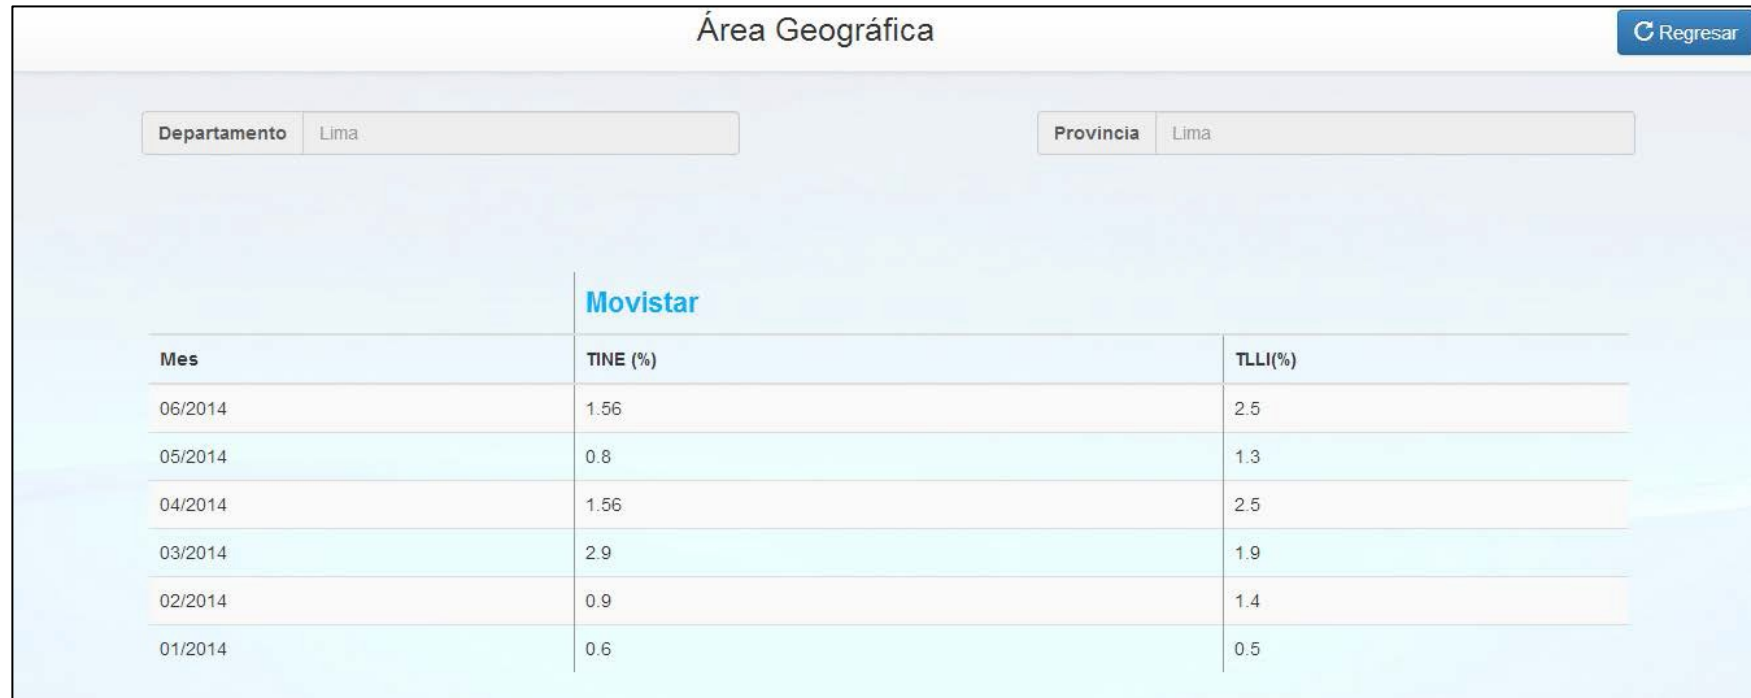 Área Geográfica
Regresar
Departamento Lima Provincia Lima
Movistar
Mes TINE (%) TLLI(%)
06/2014 1.56 2.5
05/2014 0.8 1.3
04/2014 1.56 2.5
03/2014 2.9 1.9
02/2014 0.9 1.4
01/2014 0.6 0.5